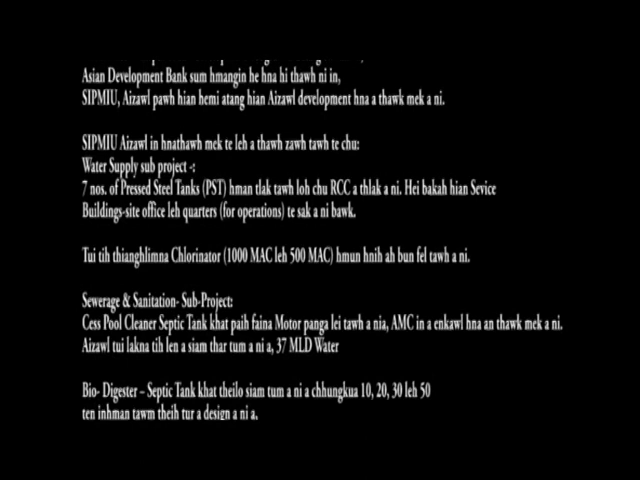 Asian Development Bank sum hmangin he hna hi thawh ni in,
SIPMIU, Aizawl pawh hian hemi atang hian Aizawl development hna a thawk mek a ni.
SIPMIU Aizawl in hnathawh mek te leh a thawh zawh tawh te chu:
Water Supply sub project -:
7 nos. of Pressed Steel Tanks (PST) hman tlak tawh loh chu RCC a thlak a ni. Hei bakah hian Sevice
Buildings-site office leh quarters (for operations) te sak a ni bawk.
Tui tih thianghlimna Chlorinator (1000 MAC leh 500 MAC) hmun hnih ah bun fel tawh a ni.
Sewerage & Sanitation- Sub-Project:
Cess Pool Cleaner Septic Tank khat paih faina Motor panga lei tawh a nia, AMC in a enkawl hna an thawk mek a ni.
Aizawl tui lakna tih len a siam thar tum a ni a, 37 MLD Water
Bio- Digester – Septic Tank khat theilo siam tum a ni a chhungkua 10, 20, 30 leh 50
ten inhman tawm theih tur a design a ni a.